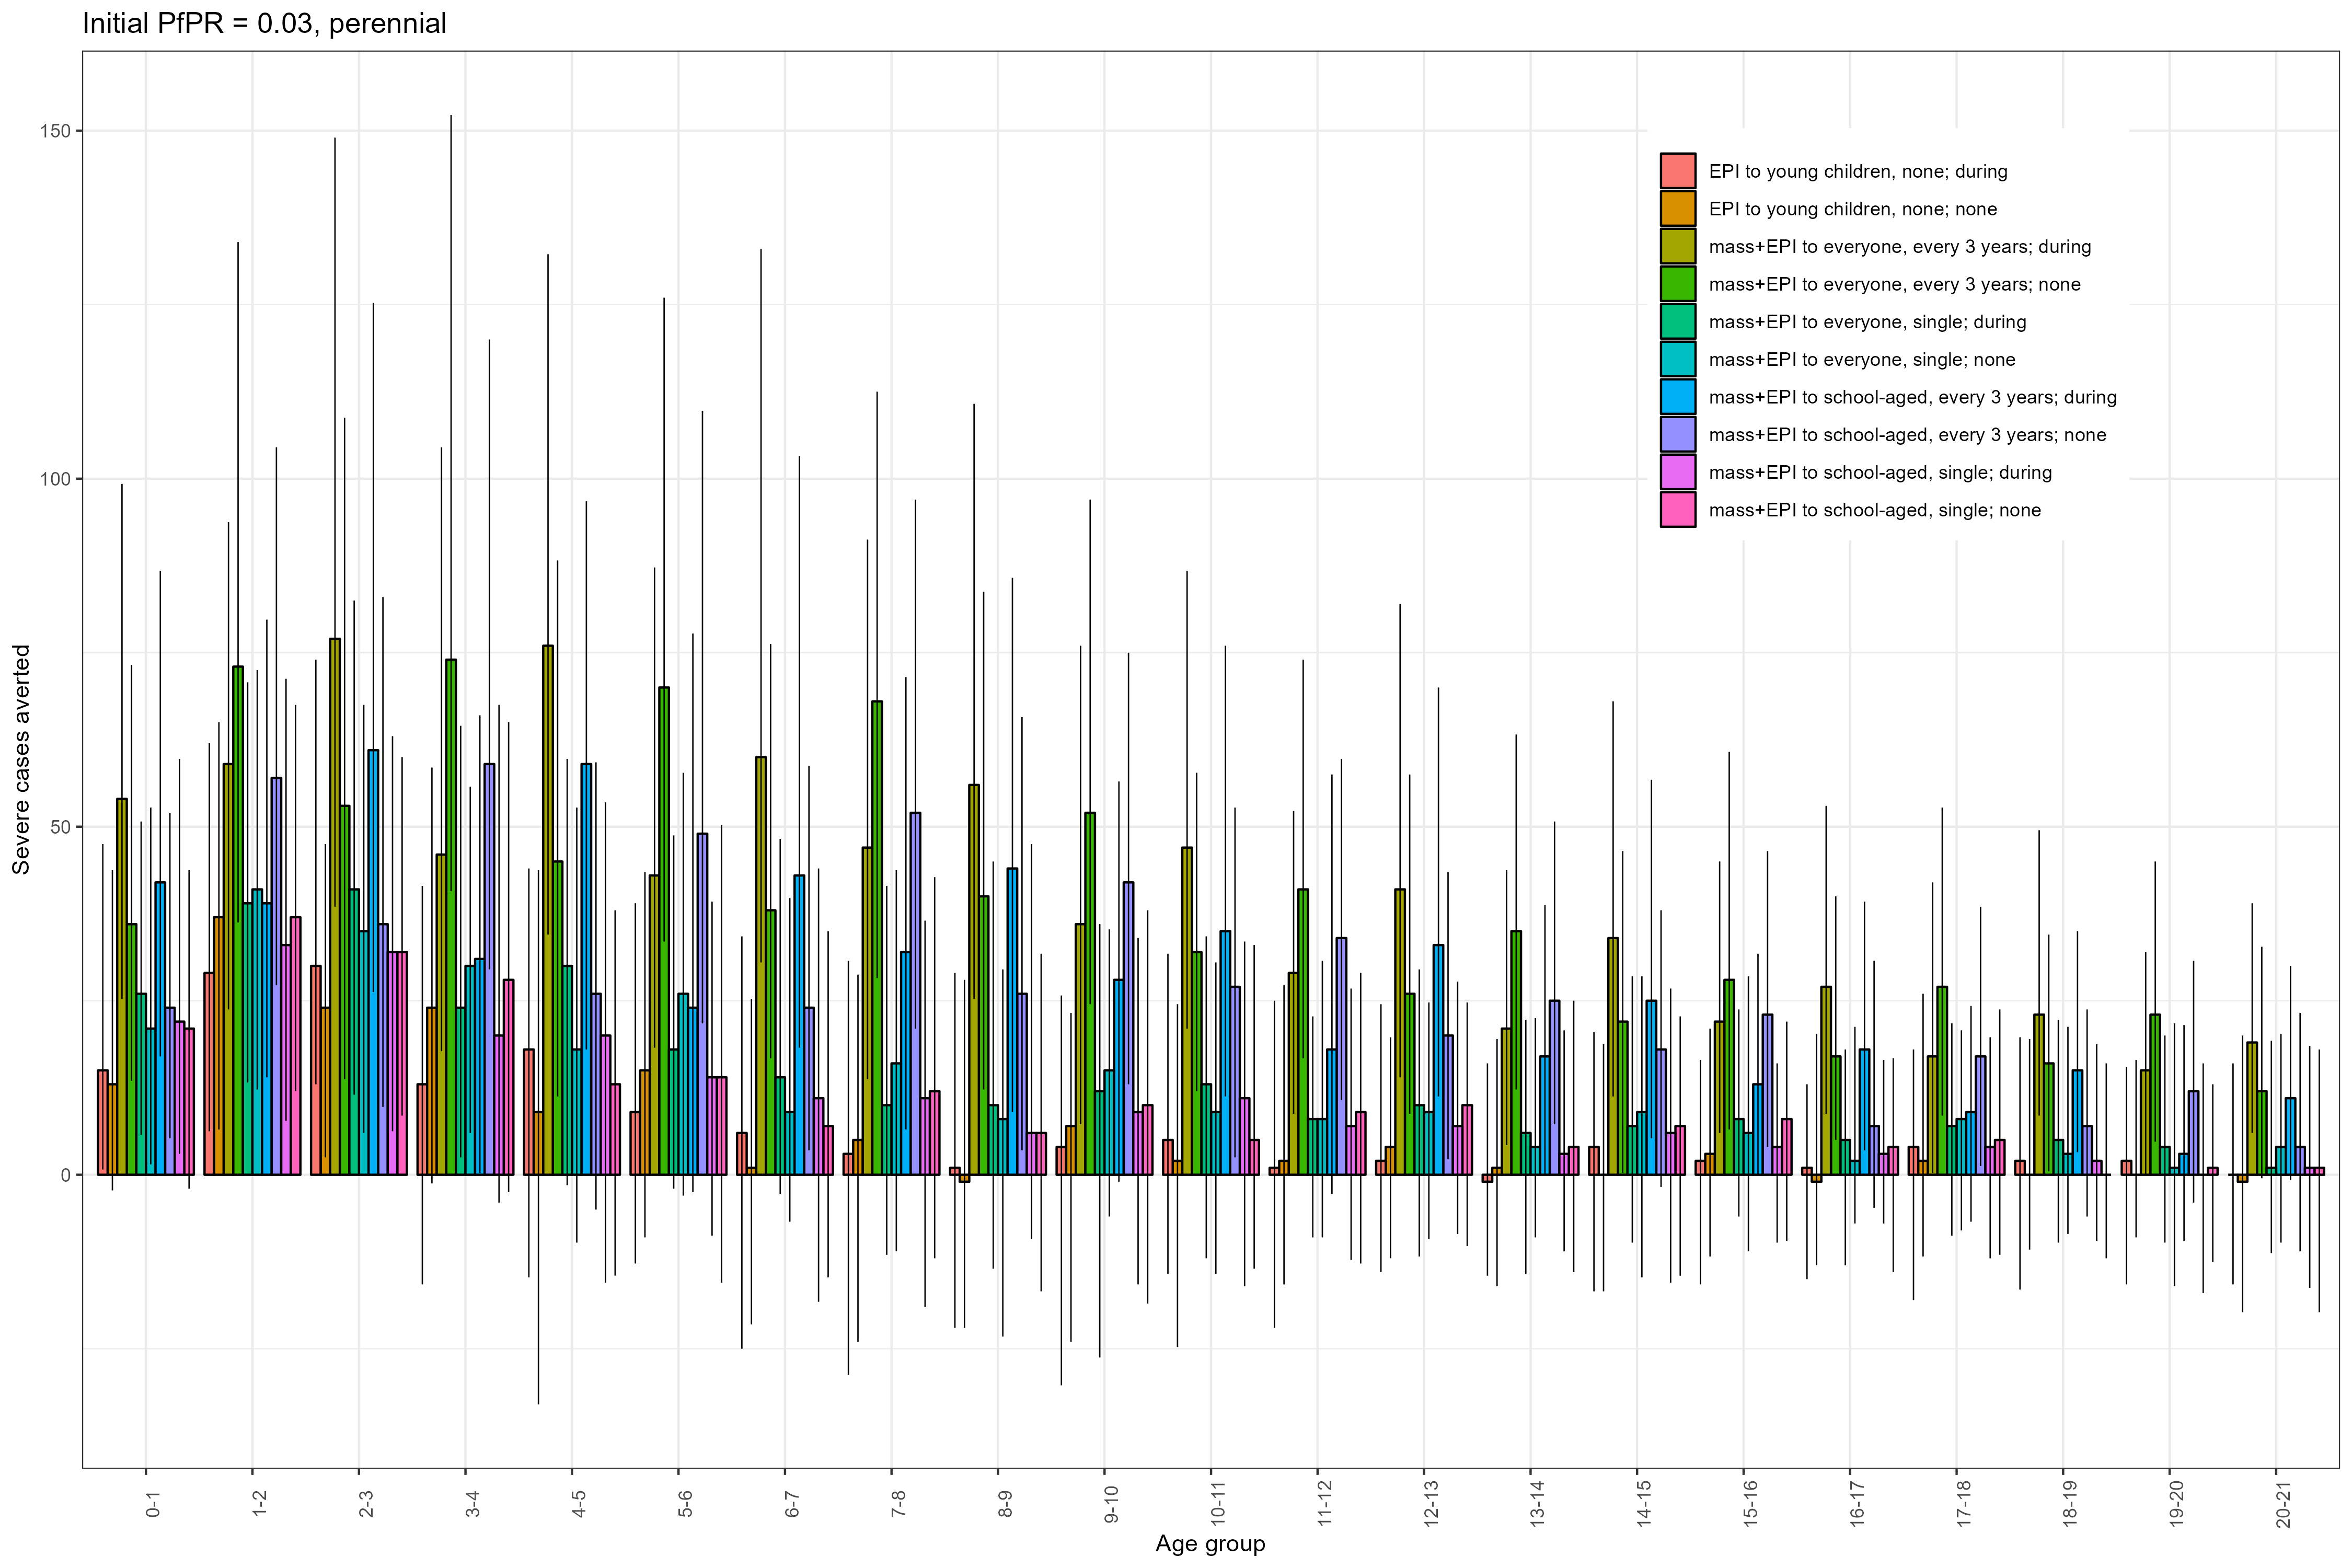 Initial PfPR = 0.03, perennial
Severe cases averted
150
100
50
0
EPI to young children, none; during
EPI to young children, none; none
mass+EPI to everyone, every 3 years; during
mass+EPI to everyone, every 3 years; none
mass+EPI to everyone, single; during
mass+EPI to everyone, single; none
mass+EPI to school-aged, every 3 years; during
mass+EPI to school-aged, every 3 years; none
mass+EPI to school-aged, single; during
mass+EPI to school-aged, single; none
0-1
1-2
2-3
3-4
4-5
5-6
6-7
7-8
8-9
9-10
10-11
11-12
12-13
13-14
14-15
15-16
16-17
17-18
18-19
19-20
20-21
Age group